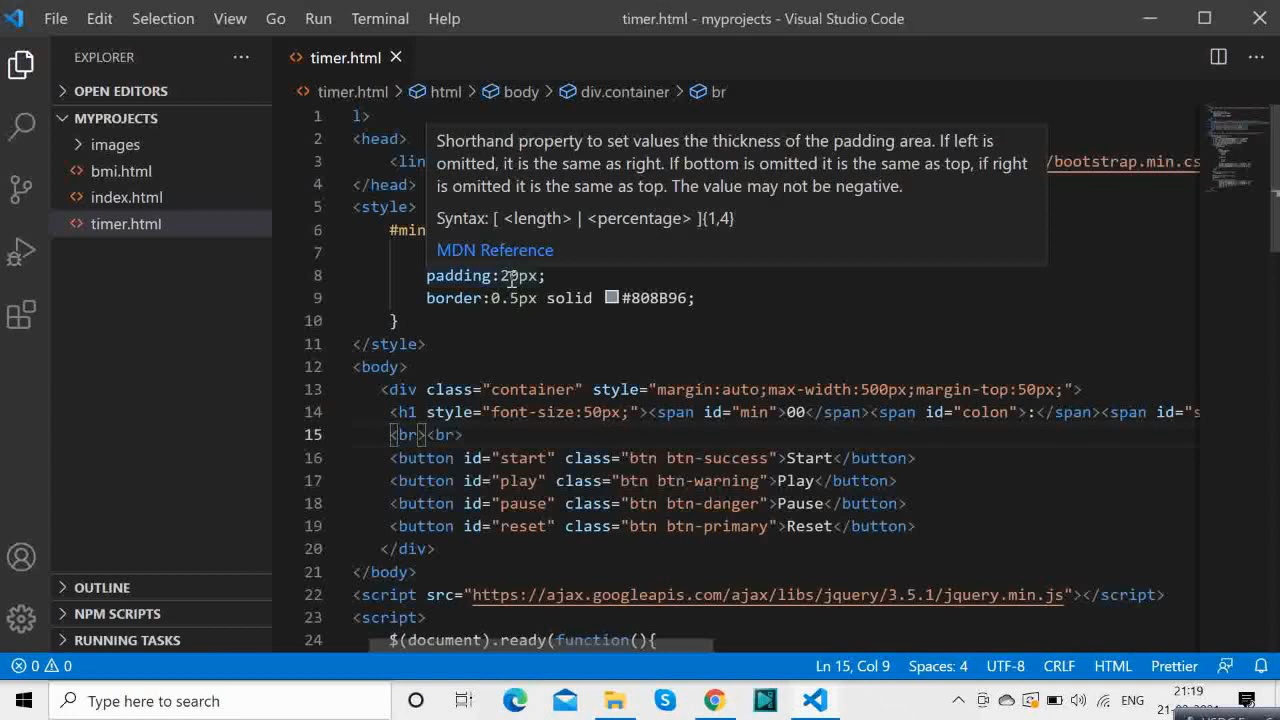 File Edit Selection View Go Run Terminal Help timer.html - myprojects - Visual Studio Code
EXPLORER
timer.html
OPEN EDITORS
timer.html > html > body > div.container > br
MYPROJECTS
images
bmi.html
index.html
timer.html
OUTLINE
NPM SCRIPTS
RUNNING TASKS
1 l>
2 <head>
3 <lin /bootstrap.min.cs
4 </head>
5 <style>
6 #min
7
8 padding:20px;
9 border:0.5px solid #808B96;
10 }
11 </style>
12 <body>
13 <div class="container" style="margin:auto;max-width:500px;margin-top:50px;">
14 <h1 style="font-size:50px;"><span id="min">00</span><span id="colon">:</span><span id="s
15 <br><br>
16 <button id="start" class="btn btn-success">Start</button>
17 <button id="play" class="btn btn-warning">Play</button>
18 <button id="pause" class="btn btn-danger">Pause</button>
19 <button id="reset" class="btn btn-primary">Reset</button>
20 </div>
21 </body>
22 <script src="https://ajax.googleapis.com/ajax/libs/jquery/3.5.1/jquery.min.js"></script>
23 <script>
24 $(document).ready(function(){
Shorthand property to set values the thickness of the padding area. If left is
omitted, it is the same as right. If bottom is omitted it is the same as top, if right
is omitted it is the same as top. The value may not be negative.
Syntax: [ <length> | <percentage> ]{1,4}
MDN Reference
0 0 Ln 15, Col 9 Spaces: 4 UTF-8 CRLF HTML Prettier
Type here to search
ENG
21:19